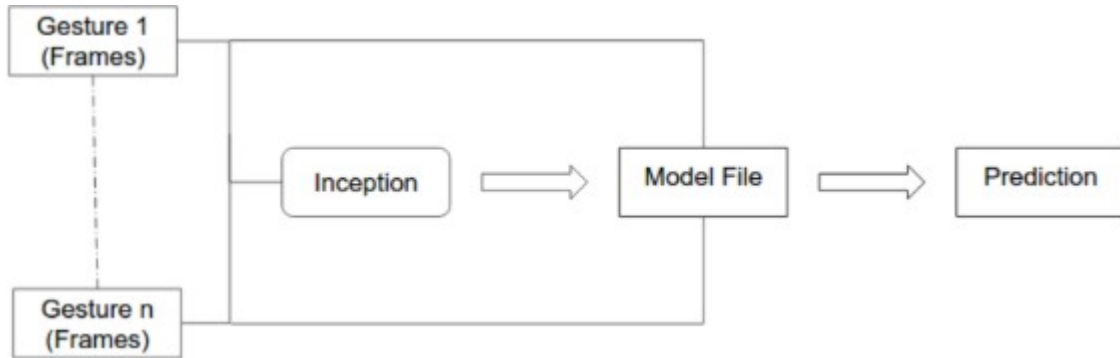 Gesture 1
(Frames)
Inception
Model File
Prediction
Gesture n
(Frames)